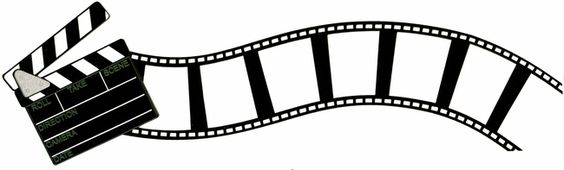 ROLL TAKE SCENE
DIRECTION
CAMERA
DATE